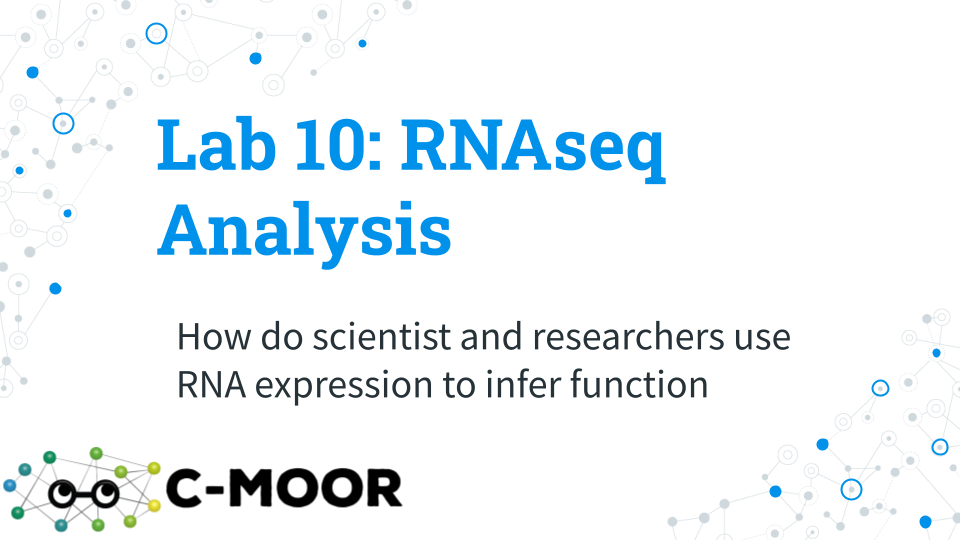 Lab 10: RNAseq
Analysis
How do scientist and researchers use
RNA expression to infer function
C-MOOR